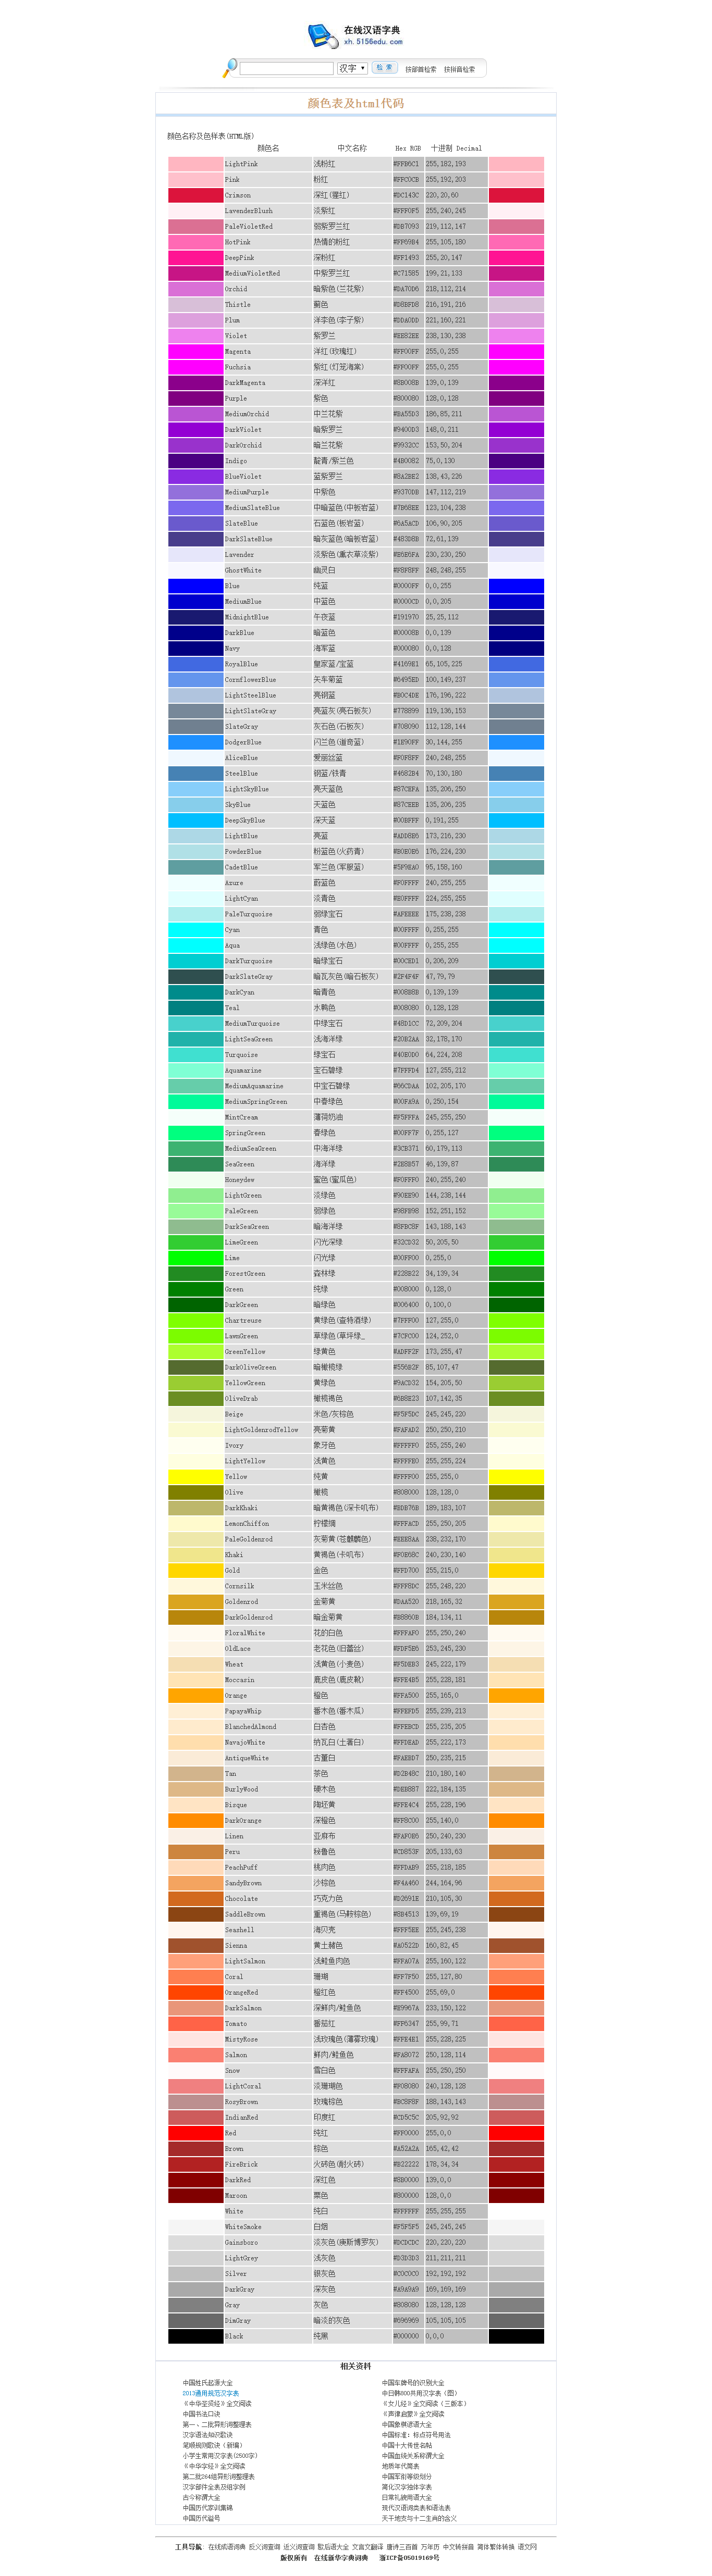 在线汉语字典
xh.5156edu.com
汉字 检 索 按部首检索 按拼音检索
颜色表及html代码
颜色名称及色样表(HTML版)
颜色名 中文名称 Hex RGB 十进制 Decimal
LightPink 浅粉红 #FFB6C1 255,182,193
Pink 粉红 #FFC0CB 255,192,203
Crimson 深红(猩红) #DC143C 220,20,60
LavenderBlush 淡紫红 #FFF0F5 255,240,245
PaleVioletRed 弱紫罗兰红 #DB7093 219,112,147
HotPink 热情的粉红 #FF69B4 255,105,180
DeepPink 深粉红 #FF1493 255,20,147
MediumVioletRed 中紫罗兰红 #C71585 199,21,133
Orchid 暗紫色(兰花紫) #DA70D6 218,112,214
Thistle 蓟色 #D8BFD8 216,191,216
Plum 洋李色(李子紫) #DDA0DD 221,160,221
Violet 紫罗兰 #EE82EE 238,130,238
Magenta 洋红(玫瑰红) #FF00FF 255,0,255
Fuchsia 紫红(灯笼海棠) #FF00FF 255,0,255
DarkMagenta 深洋红 #8B008B 139,0,139
Purple 紫色 #800080 128,0,128
MediumOrchid 中兰花紫 #BA55D3 186,85,211
DarkViolet 暗紫罗兰 #9400D3 148,0,211
DarkOrchid 暗兰花紫 #9932CC 153,50,204
Indigo 靛青/紫兰色 #4B0082 75,0,130
BlueViolet 蓝紫罗兰 #8A2BE2 138,43,226
MediumPurple 中紫色 #9370DB 147,112,219
MediumSlateBlue 中暗蓝色(中板岩蓝) #7B68EE 123,104,238
SlateBlue 石蓝色(板岩蓝) #6A5ACD 106,90,205
DarkSlateBlue 暗灰蓝色(暗板岩蓝) #483D8B 72,61,139
Lavender 淡紫色(熏衣草淡紫) #E6E6FA 230,230,250
GhostWhite 幽灵白 #F8F8FF 248,248,255
Blue 纯蓝 #0000FF 0,0,255
MediumBlue 中蓝色 #0000CD 0,0,205
MidnightBlue 午夜蓝 #191970 25,25,112
DarkBlue 暗蓝色 #00008B 0,0,139
Navy 海军蓝 #000080 0,0,128
RoyalBlue 皇家蓝/宝蓝 #4169E1 65,105,225
CornflowerBlue 矢车菊蓝 #6495ED 100,149,237
LightSteelBlue 亮钢蓝 #B0C4DE 176,196,222
LightSlateGray 亮蓝灰(亮石板灰) #778899 119,136,153
SlateGray 灰石色(石板灰) #708090 112,128,144
DodgerBlue 闪兰色(道奇蓝) #1E90FF 30,144,255
AliceBlue 爱丽丝蓝 #F0F8FF 240,248,255
SteelBlue 钢蓝/铁青 #4682B4 70,130,180
LightSkyBlue 亮天蓝色 #87CEFA 135,206,250
SkyBlue 天蓝色 #87CEEB 135,206,235
DeepSkyBlue 深天蓝 #00BFFF 0,191,255
LightBlue 亮蓝 #ADD8E6 173,216,230
PowderBlue 粉蓝色(火药青) #B0E0E6 176,224,230
CadetBlue 军兰色(军服蓝) #5F9EA0 95,158,160
Azure 蔚蓝色 #F0FFFF 240,255,255
LightCyan 淡青色 #E0FFFF 224,255,255
PaleTurquoise 弱绿宝石 #AFEEEE 175,238,238
Cyan 青色 #00FFFF 0,255,255
Aqua 浅绿色(水色) #00FFFF 0,255,255
DarkTurquoise 暗绿宝石 #00CED1 0,206,209
DarkSlateGray 暗瓦灰色(暗石板灰) #2F4F4F 47,79,79
DarkCyan 暗青色 #008B8B 0,139,139
Teal 水鸭色 #008080 0,128,128
MediumTurquoise 中绿宝石 #48D1CC 72,209,204
LightSeaGreen 浅海洋绿 #20B2AA 32,178,170
Turquoise 绿宝石 #40E0D0 64,224,208
Aquamarine 宝石碧绿 #7FFFD4 127,255,212
MediumAquamarine 中宝石碧绿 #66CDAA 102,205,170
MediumSpringGreen 中春绿色 #00FA9A 0,250,154
MintCream 薄荷奶油 #F5FFFA 245,255,250
SpringGreen 春绿色 #00FF7F 0,255,127
MediumSeaGreen 中海洋绿 #3CB371 60,179,113
SeaGreen 海洋绿 #2E8B57 46,139,87
Honeydew 蜜色(蜜瓜色) #F0FFF0 240,255,240
LightGreen 淡绿色 #90EE90 144,238,144
PaleGreen 弱绿色 #98FB98 152,251,152
DarkSeaGreen 暗海洋绿 #8FBC8F 143,188,143
LimeGreen 闪光深绿 #32CD32 50,205,50
Lime 闪光绿 #00FF00 0,255,0
ForestGreen 森林绿 #228B22 34,139,34
Green 纯绿 #008000 0,128,0
DarkGreen 暗绿色 #006400 0,100,0
Chartreuse 黄绿色(查特酒绿) #7FFF00 127,255,0
LawnGreen 草绿色(草坪绿_ #7CFC00 124,252,0
GreenYellow 绿黄色 #ADFF2F 173,255,47
DarkOliveGreen 暗橄榄绿 #556B2F 85,107,47
YellowGreen 黄绿色 #9ACD32 154,205,50
OliveDrab 橄榄褐色 #6B8E23 107,142,35
Beige 米色/灰棕色 #F5F5DC 245,245,220
LightGoldenrodYellow 亮菊黄 #FAFAD2 250,250,210
Ivory 象牙色 #FFFFF0 255,255,240
LightYellow 浅黄色 #FFFFE0 255,255,224
Yellow 纯黄 #FFFF00 255,255,0
Olive 橄榄 #808000 128,128,0
DarkKhaki 暗黄褐色(深卡叽布) #BDB76B 189,183,107
LemonChiffon 柠檬绸 #FFFACD 255,250,205
PaleGoldenrod 灰菊黄(苍麒麟色) #EEE8AA 238,232,170
Khaki 黄褐色(卡叽布) #F0E68C 240,230,140
Gold 金色 #FFD700 255,215,0
Cornsilk 玉米丝色 #FFF8DC 255,248,220
Goldenrod 金菊黄 #DAA520 218,165,32
DarkGoldenrod 暗金菊黄 #B8860B 184,134,11
FloralWhite 花的白色 #FFFAF0 255,250,240
OldLace 老花色(旧蕾丝) #FDF5E6 253,245,230
Wheat 浅黄色(小麦色) #F5DEB3 245,222,179
Moccasin 鹿皮色(鹿皮靴) #FFE4B5 255,228,181
Orange 橙色 #FFA500 255,165,0
PapayaWhip 番木色(番木瓜) #FFEFD5 255,239,213
BlanchedAlmond 白杏色 #FFEBCD 255,235,205
NavajoWhite 纳瓦白(土著白) #FFDEAD 255,222,173
AntiqueWhite 古董白 #FAEBD7 250,235,215
Tan 茶色 #D2B48C 210,180,140
BurlyWood 硬木色 #DEB887 222,184,135
Bisque 陶坯黄 #FFE4C4 255,228,196
DarkOrange 深橙色 #FF8C00 255,140,0
Linen 亚麻布 #FAF0E6 250,240,230
Peru 秘鲁色 #CD853F 205,133,63
PeachPuff 桃肉色 #FFDAB9 255,218,185
SandyBrown 沙棕色 #F4A460 244,164,96
Chocolate 巧克力色 #D2691E 210,105,30
SaddleBrown 重褐色(马鞍棕色) #8B4513 139,69,19
Seashell 海贝壳 #FFF5EE 255,245,238
Sienna 黄土赭色 #A0522D 160,82,45
LightSalmon 浅鲑鱼肉色 #FFA07A 255,160,122
Coral 珊瑚 #FF7F50 255,127,80
OrangeRed 橙红色 #FF4500 255,69,0
DarkSalmon 深鲜肉/鲑鱼色 #E9967A 233,150,122
Tomato 番茄红 #FF6347 255,99,71
MistyRose 浅玫瑰色(薄雾玫瑰) #FFE4E1 255,228,225
Salmon 鲜肉/鲑鱼色 #FA8072 250,128,114
Snow 雪白色 #FFFAFA 255,250,250
LightCoral 淡珊瑚色 #F08080 240,128,128
RosyBrown 玫瑰棕色 #BC8F8F 188,143,143
IndianRed 印度红 #CD5C5C 205,92,92
Red 纯红 #FF0000 255,0,0
Brown 棕色 #A52A2A 165,42,42
FireBrick 火砖色(耐火砖) #B22222 178,34,34
DarkRed 深红色 #8B0000 139,0,0
Maroon 栗色 #800000 128,0,0
White 纯白 #FFFFFF 255,255,255
WhiteSmoke 白烟 #F5F5F5 245,245,245
Gainsboro 淡灰色(庚斯博罗灰) #DCDCDC 220,220,220
LightGrey 浅灰色 #D3D3D3 211,211,211
Silver 银灰色 #C0C0C0 192,192,192
DarkGray 深灰色 #A9A9A9 169,169,169
Gray 灰色 #808080 128,128,128
DimGray 暗淡的灰色 #696969 105,105,105
Black 纯黑 #000000 0,0,0
相关资料
中国姓氏起源大全 中国车牌号的识别大全
2013通用规范汉字表 中日韩800共用汉字表（图）
《中华圣贤经》全文阅读 《女儿经》全文阅读（三版本）
中国书法口诀 《声律启蒙》全文阅读
第一、二批异形词整理表 中国象棋谚语大全
汉字语法知识歌诀 中国标准：标点符号用法
笔顺规则歌诀（新编） 中国十大传世名帖
小学生常用汉字表(2500字) 中国血缘关系称谓大全
《中华字经》全文阅读 地质年代简表
第二批264组异形词整理表 中国军衔等级划分
汉字部件全表及组字例 简化汉字独体字表
古今称谓大全 日常礼貌用语大全
中国历代家训集锦 现代汉语词类表和语法表
中国历代谥号 天干地支与十二生肖的含义
工具导航：在线成语词典 反义词查询 近义词查询 歇后语大全 文言文翻译 唐诗三百首 万年历 中文转拼音 简体繁体转换 语文网
版权所有 在线新华字典词典 浙ICP备05019169号